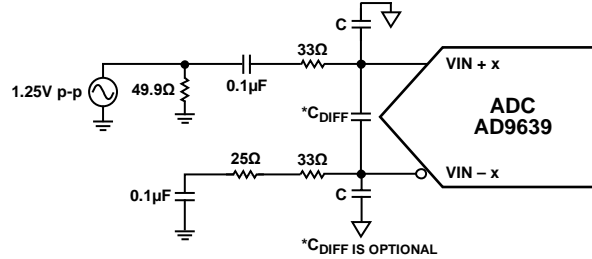 C
33Ω
0.1µF
1.25V p-p
49.9Ω
VIN + x
*CDIFF
ADC
AD9639
25Ω
33Ω
VIN – x
0.1µF
C
*CDIFF IS OPTIONAL